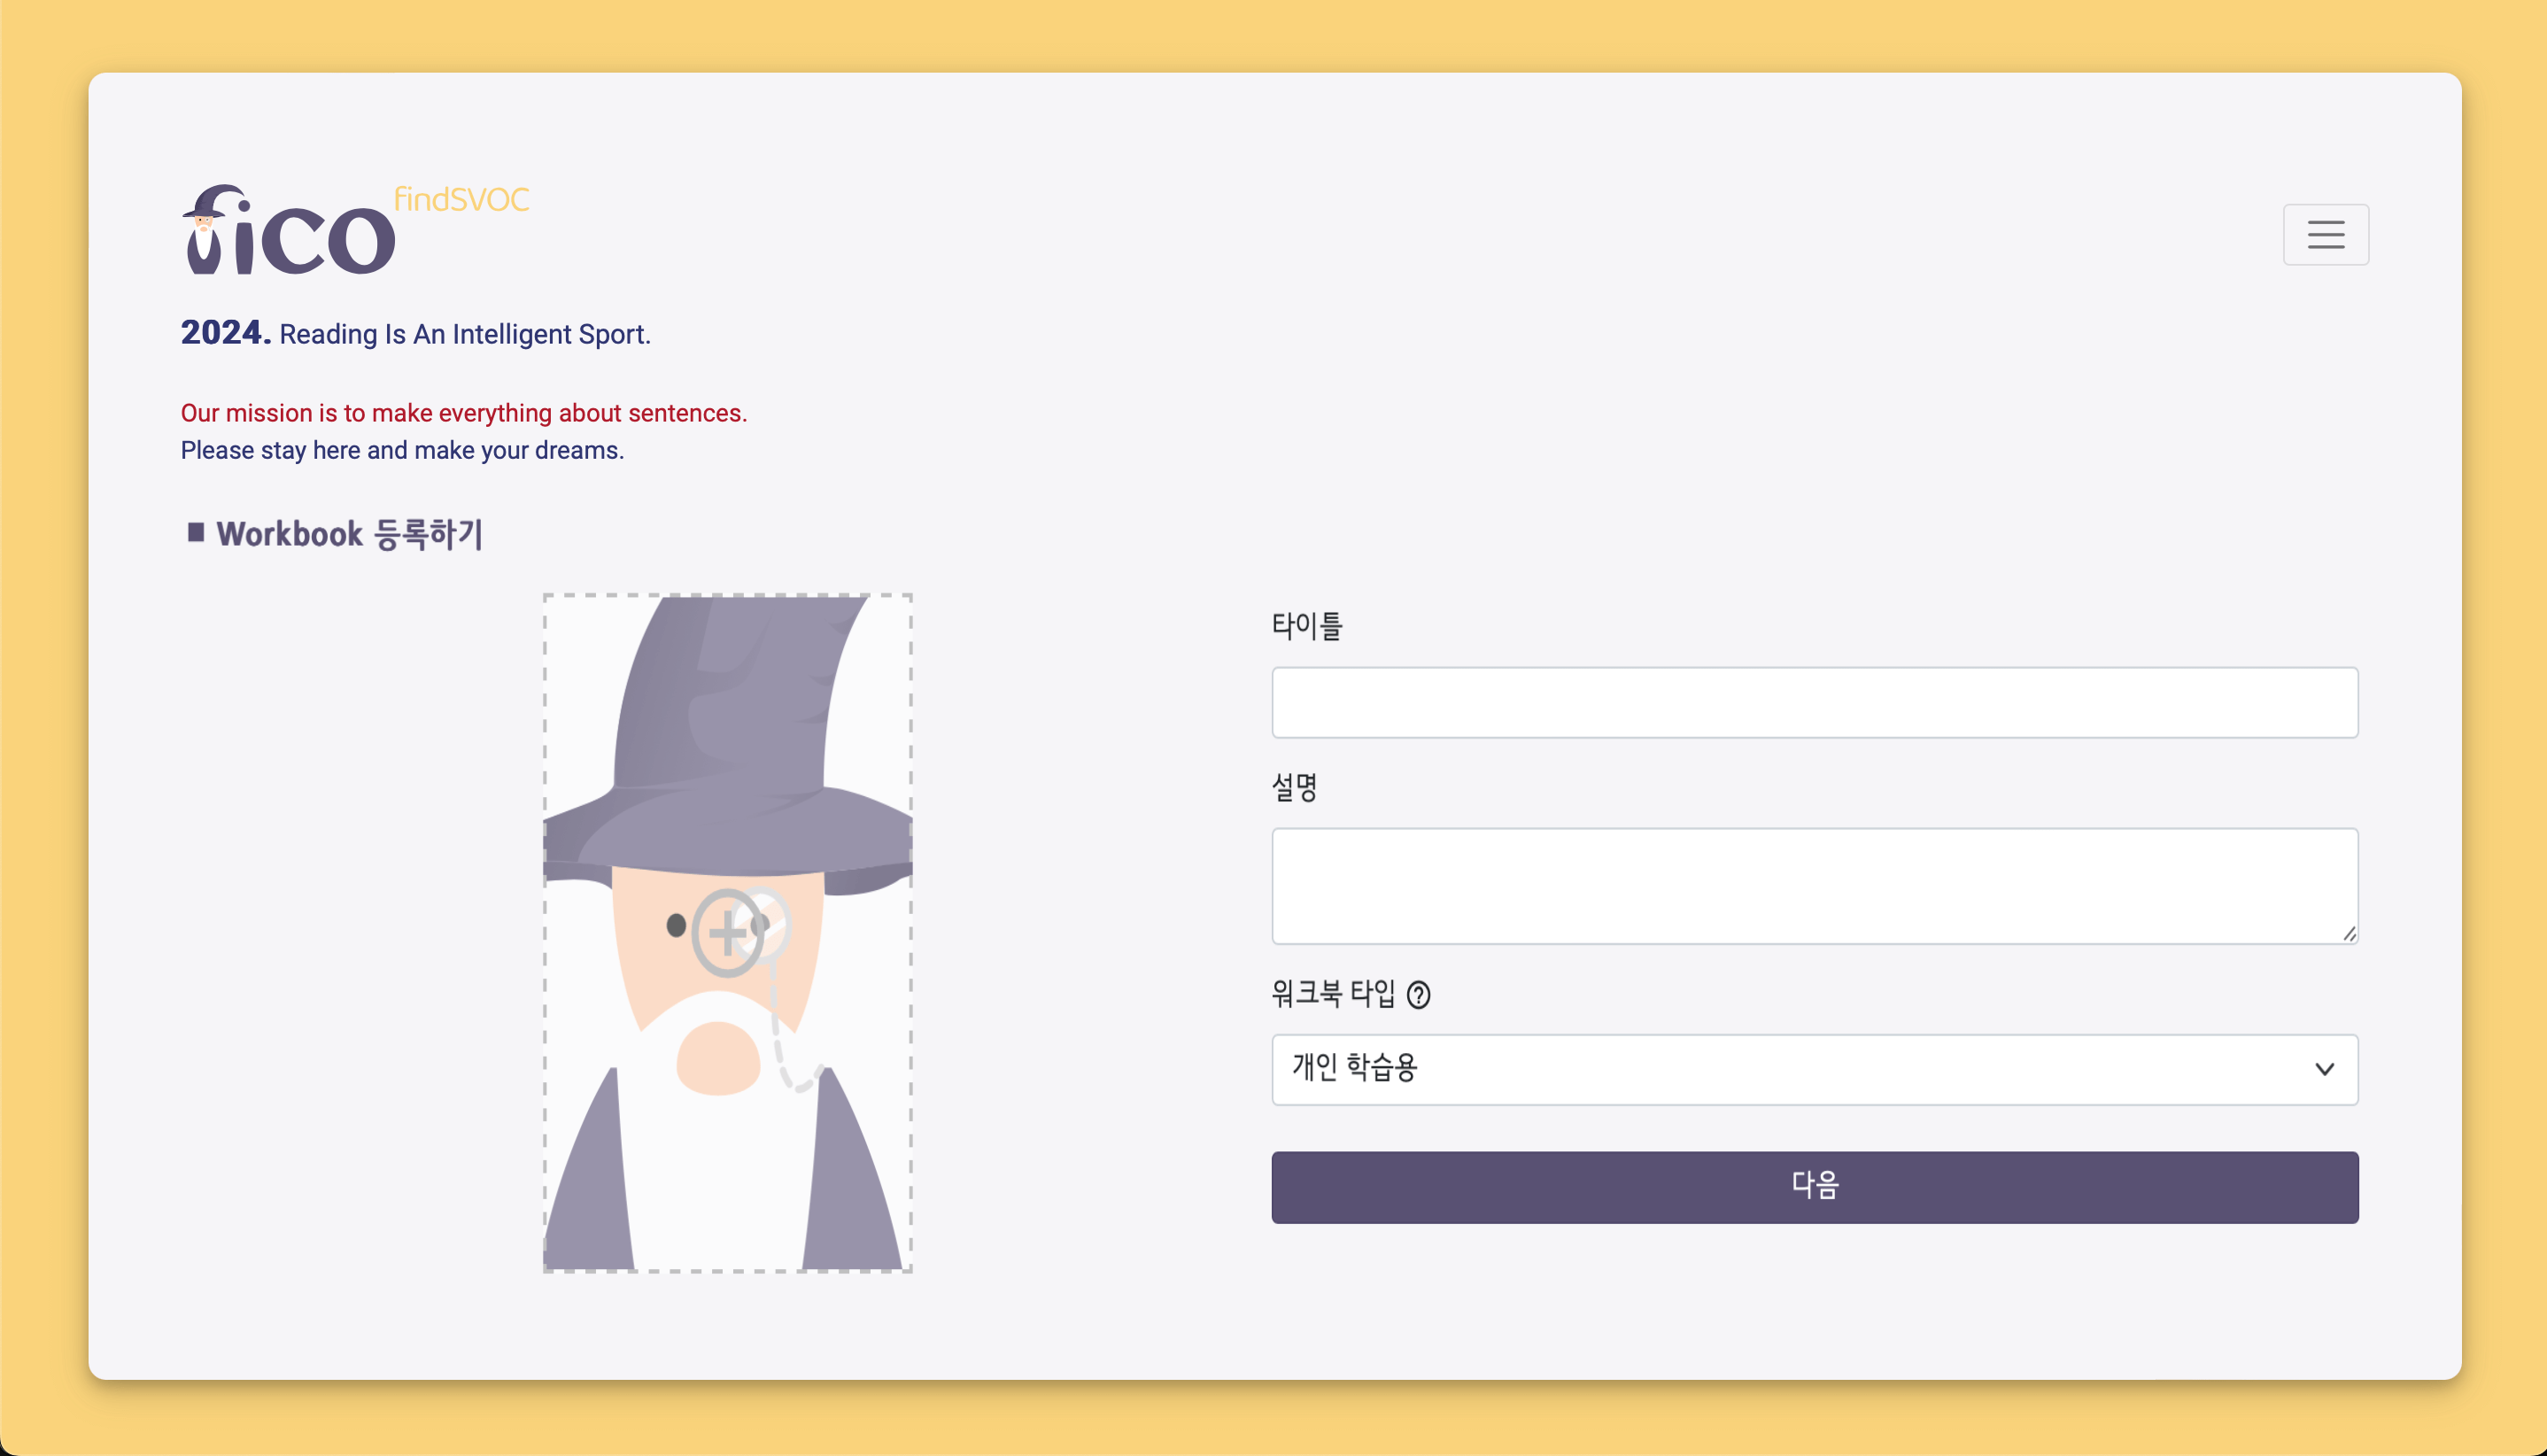 fico findSVOC
2024. Reading Is An Intelligent Sport.
Our mission is to make everything about sentences.
Please stay here and make your dreams.
■ Workbook 등록하기
타이틀
설명
워크북 타입 ?
개인 학습용
다음